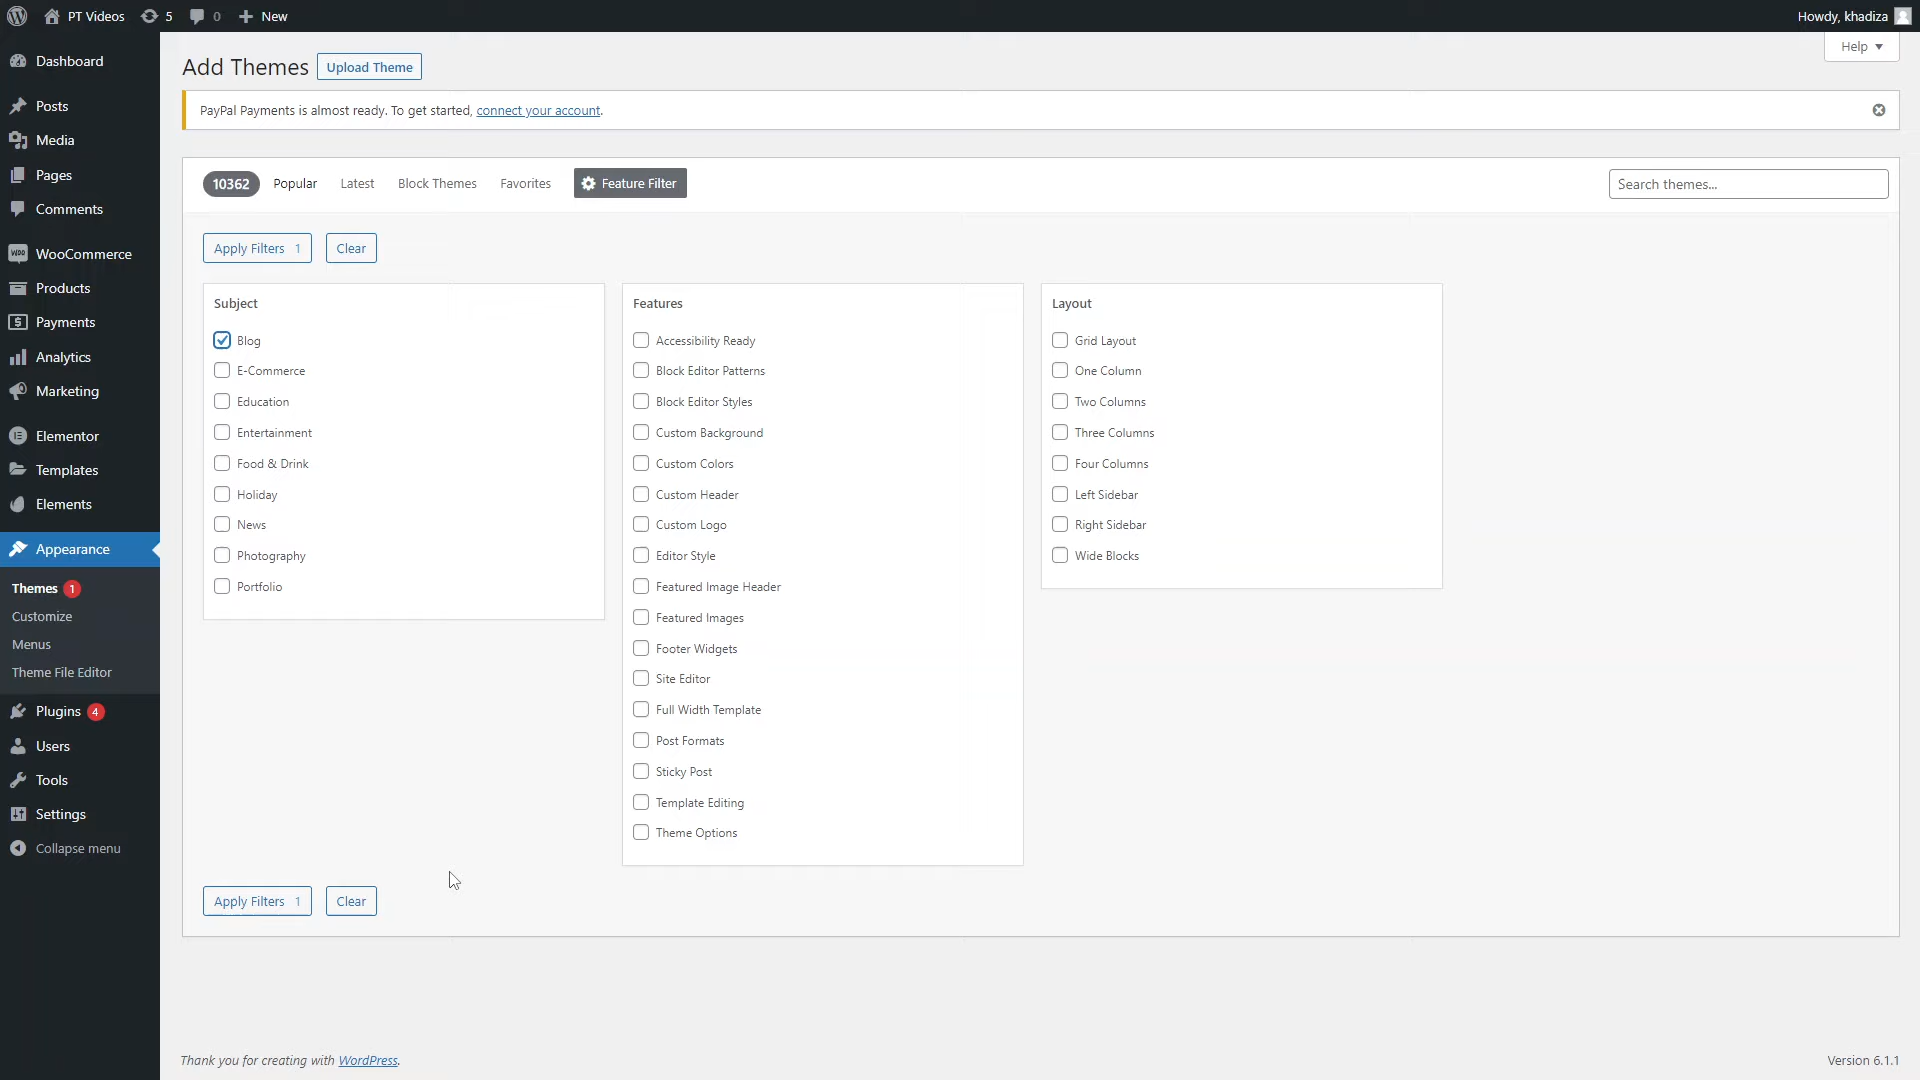 PT Videos 5 0 New Howdy, khadiza
Help
Dashboard
Posts
Media
Pages
Comments
WooCommerce
Products
Payments
Analytics
Marketing
Elementor
Templates
Elements
Appearance
Themes 1
Customize
Menus
Theme File Editor
Plugins 4
Users
Tools
Settings
Collapse menu
Add Themes Upload Theme
PayPal Payments is almost ready. To get started, connect your account.
10362 Popular Latest Block Themes Favorites Feature Filter Search themes...
Apply Filters 1 Clear
Subject
Blog
E-Commerce
Education
Entertainment
Food & Drink
Holiday
News
Photography
Portfolio
Features
Accessibility Ready
Block Editor Patterns
Block Editor Styles
Custom Background
Custom Colors
Custom Header
Custom Logo
Editor Style
Featured Image Header
Featured Images
Footer Widgets
Site Editor
Full Width Template
Post Formats
Sticky Post
Template Editing
Theme Options
Layout
Grid Layout
One Column
Two Columns
Three Columns
Four Columns
Left Sidebar
Right Sidebar
Wide Blocks
Apply Filters 1 Clear
Thank you for creating with WordPress. Version 6.1.1